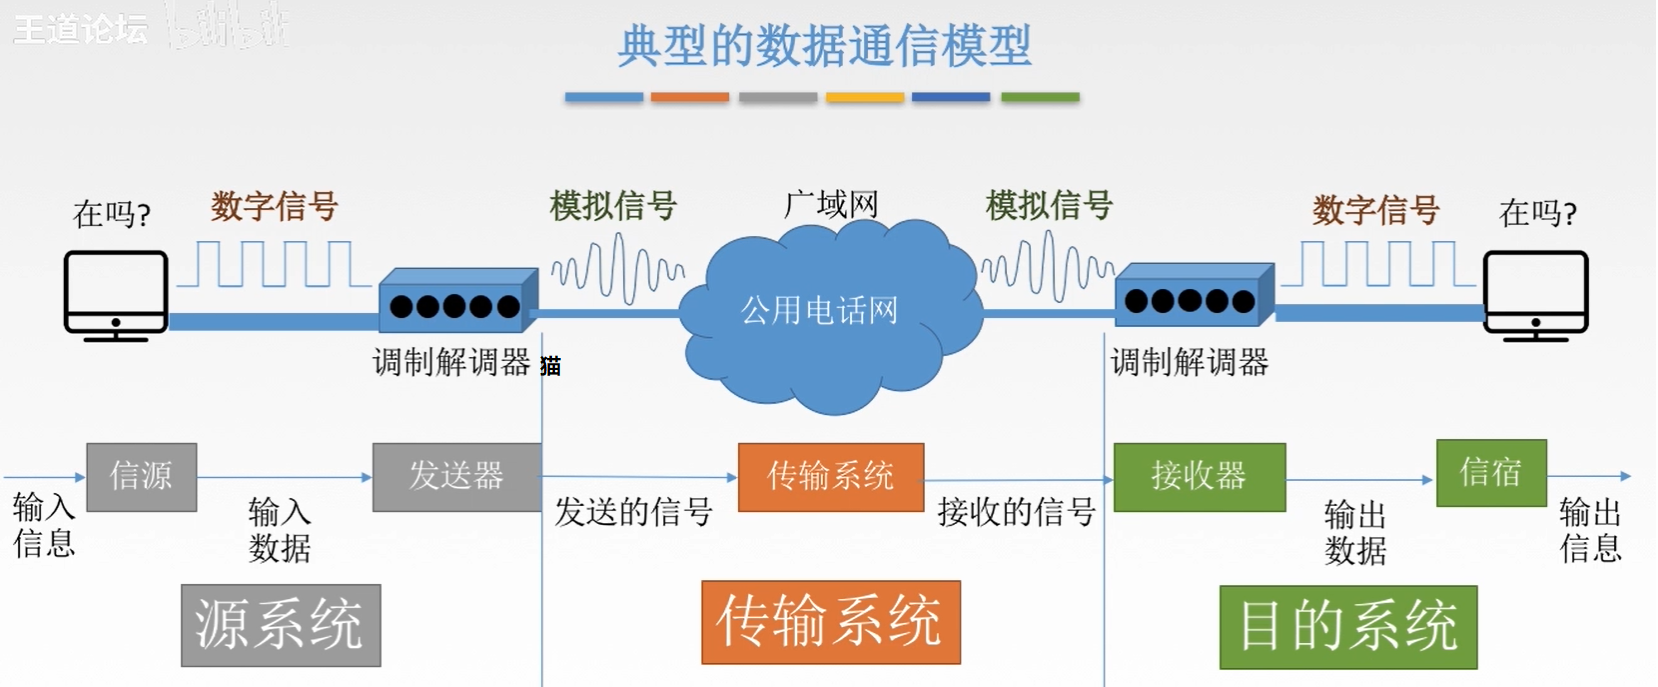 王道论坛 bilibili
典型的数据通信模型
在吗?
数字信号
模拟信号
广域网
模拟信号
数字信号
在吗?
公用电话网
调制解调器 猫
调制解调器
信源
发送器
传输系统
接收器
信宿
输入
信息
输入
数据
发送的信号
接收的信号
输出
数据
输出
信息
源系统
传输系统
目的系统